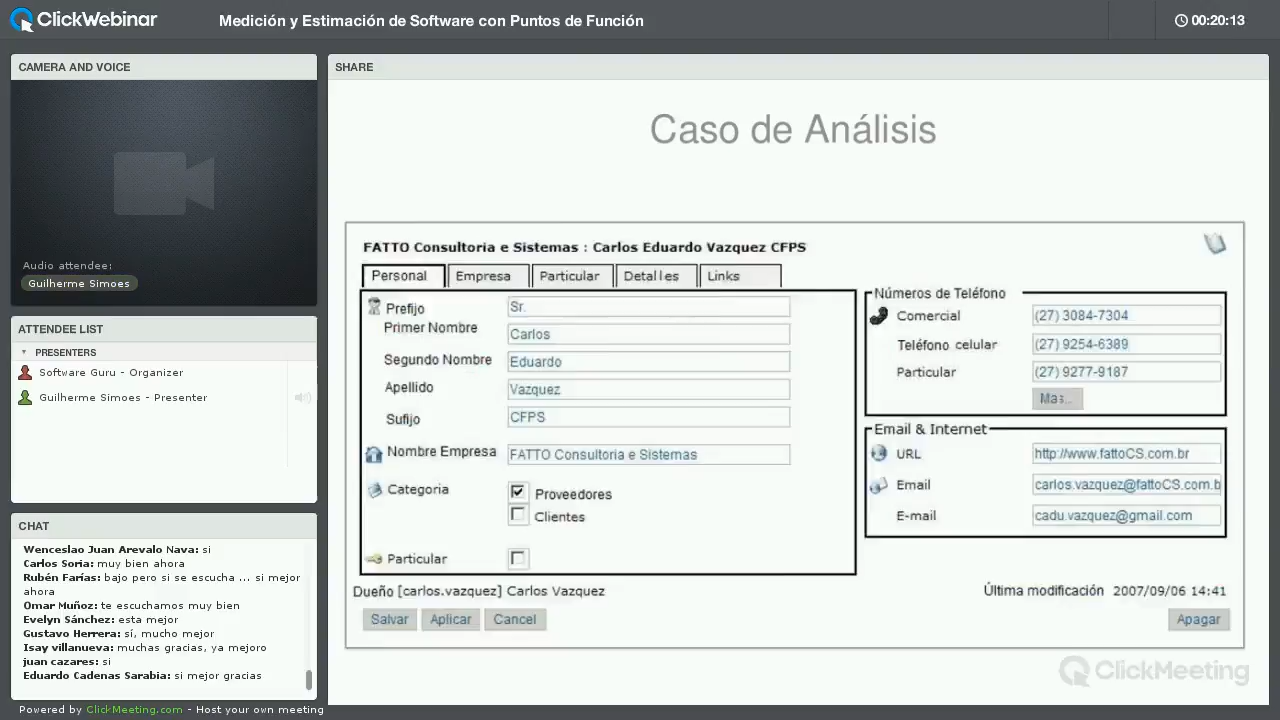 ClickWebinar
Medición y Estimación de Software con Puntos de Función
00:20:13
CAMERA AND VOICE
Audio attendee:
Guilherme Simoes
ATTENDEE LIST
PRESENTERS
Software Guru - Organizer
Guilherme Simoes - Presenter
CHAT
Wenceslao Juan Arevalo Nava: si
Carlos Soria: muy bien ahora
Rubén Farías: bajo pero si se escucha ... si mejor
ahora
Omar Muñoz: te escuchamos muy bien
Evelyn Sánchez: esta mejor
Gustavo Herrera: sí, mucho mejor
Isay villanueva: muchas gracias, ya mejoro
juan cazares: si
Eduardo Cadenas Sarabia: si mejor gracias
Powered by ClickMeeting.com - Host your own meeting
SHARE
Caso de Análisis
FATTO Consultoria e Sistemas : Carlos Eduardo Vazquez CFPS
Personal Empresa Particular Detalles Links
Prefijo Sr.
Primer Nombre Carlos
Segundo Nombre Eduardo
Apellido Vazquez
Sufijo CFPS
Nombre Empresa FATTO Consultoria e Sistemas
Categoria Proveedores
Clientes
Particular
Números de Teléfono
Comercial (27) 3084-7304
Teléfono celular (27) 9254-6389
Particular (27) 9277-9187
Mas...
Email & Internet
URL http://www.fattoCS.com.br
Email carlos.vazquez@fattoCS.com.b
E-mail cadu.vazquez@gmail.com
Dueño [carlos.vazquez] Carlos Vazquez
Última modificación 2007/09/06 14:41
Salvar Aplicar Cancel Apagar
ClickMeeting